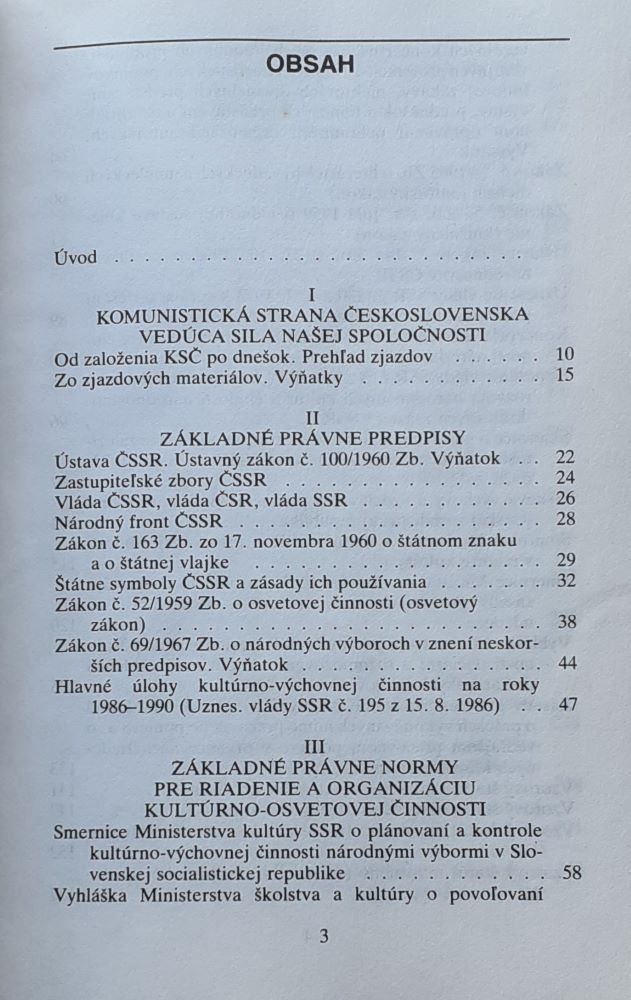 OBSAH
Úvod . . . . . . . . . . . . . . . . . . . . . . . . . . .
I
KOMUNISTICKÁ STRANA ČESKOSLOVENSKA
VEDÚCA SILA NAŠEJ SPOLOČNOSTI
Od založenia KSČ po dnešok. Prehľad zjazdov . . . . . . 10
Zo zjazdových materiálov. Výňatky . . . . . . . . . . . . 15
II
ZÁKLADNÉ PRÁVNE PREDPISY
Ústava ČSSR. Ústavný zákon č. 100/1960 Zb. Výňatok . . 22
Zastupiteľské zbory ČSSR . . . . . . . . . . . . . . . . . 24
Vláda ČSSR, vláda ČSR, vláda SSR . . . . . . . . . . . . 26
Národný front ČSSR . . . . . . . . . . . . . . . . . . . . 28
Zákon č. 163 Zb. zo 17. novembra 1960 o štátnom znaku
a o štátnej vlajke . . . . . . . . . . . . . . . . . . . . 29
Štátne symboly ČSSR a zásady ich používania . . . . . . . 32
Zákon č. 52/1959 Zb. o osvetovej činnosti (osvetový
zákon) . . . . . . . . . . . . . . . . . . . . . . . . . 38
Zákon č. 69/1967 Zb. o národných výboroch v znení neskor-
ších predpisov. Výňatok . . . . . . . . . . . . . . . 44
Hlavné úlohy kultúrno-výchovnej činnosti na roky
1986–1990 (Uznes. vlády SSR č. 195 z 15. 8. 1986) . . 47
III
ZÁKLADNÉ PRÁVNE NORMY
PRE RIADENIE A ORGANIZÁCIU
KULTÚRNO-OSVETOVEJ ČINNOSTI
Smernice Ministerstva kultúry SSR o plánovaní a kontrole
kultúrno-výchovnej činnosti národnými výbormi v Slo-
venskej socialistickej republike . . . . . . . . . . . . 58
Vyhláška Ministerstva školstva a kultúry o povoľovaní
3